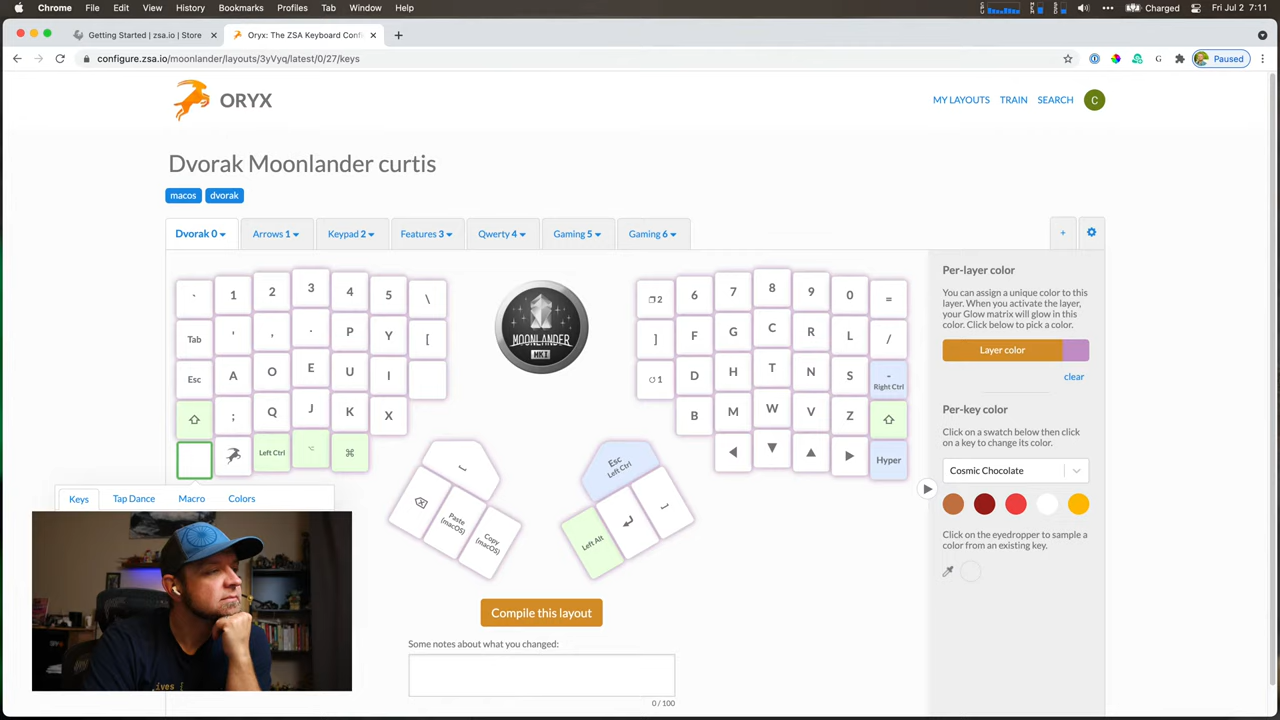 Chrome File Edit View History Bookmarks Profiles Tab Window Help Charged Fri Jul 2 7:11
Getting Started | zsa.io | Store
Oryx: The ZSA Keyboard Conf
configure.zsa.io/moonlander/layouts/3yVyq/latest/0/27/keys
G
Paused
ORYX
MY LAYOUTS TRAIN SEARCH C
Dvorak Moonlander curtis
macos dvorak
Dvorak 0 Arrows 1 Keypad 2 Features 3 Qwerty 4 Gaming 5 Gaming 6 +
` 1 2 3 4 5 \
Tab ' , . P Y [
Esc A O E U I
; Q J K X
Left Ctrl ⌥ ⌘
Paste (macOS)
Copy (macOS)
MOONLANDER
MK I
2 6 7 8 9 0 =
] F G C R L /
1 D H T N S -
Right Ctrl
B M W V Z
Hyper
Esc
Left Ctrl
Left Alt
Per-layer color
You can assign a unique color to this
layer. When you activate the layer,
your Glow matrix will glow in this
color. Click below to pick a color.
Layer color
clear
Per-key color
Click on a swatch below then click
on a key to change its color.
Cosmic Chocolate
Click on the eyedropper to sample a
color from an existing key.
Keys Tap Dance Macro Colors
Compile this layout
Some notes about what you changed:
0 / 100